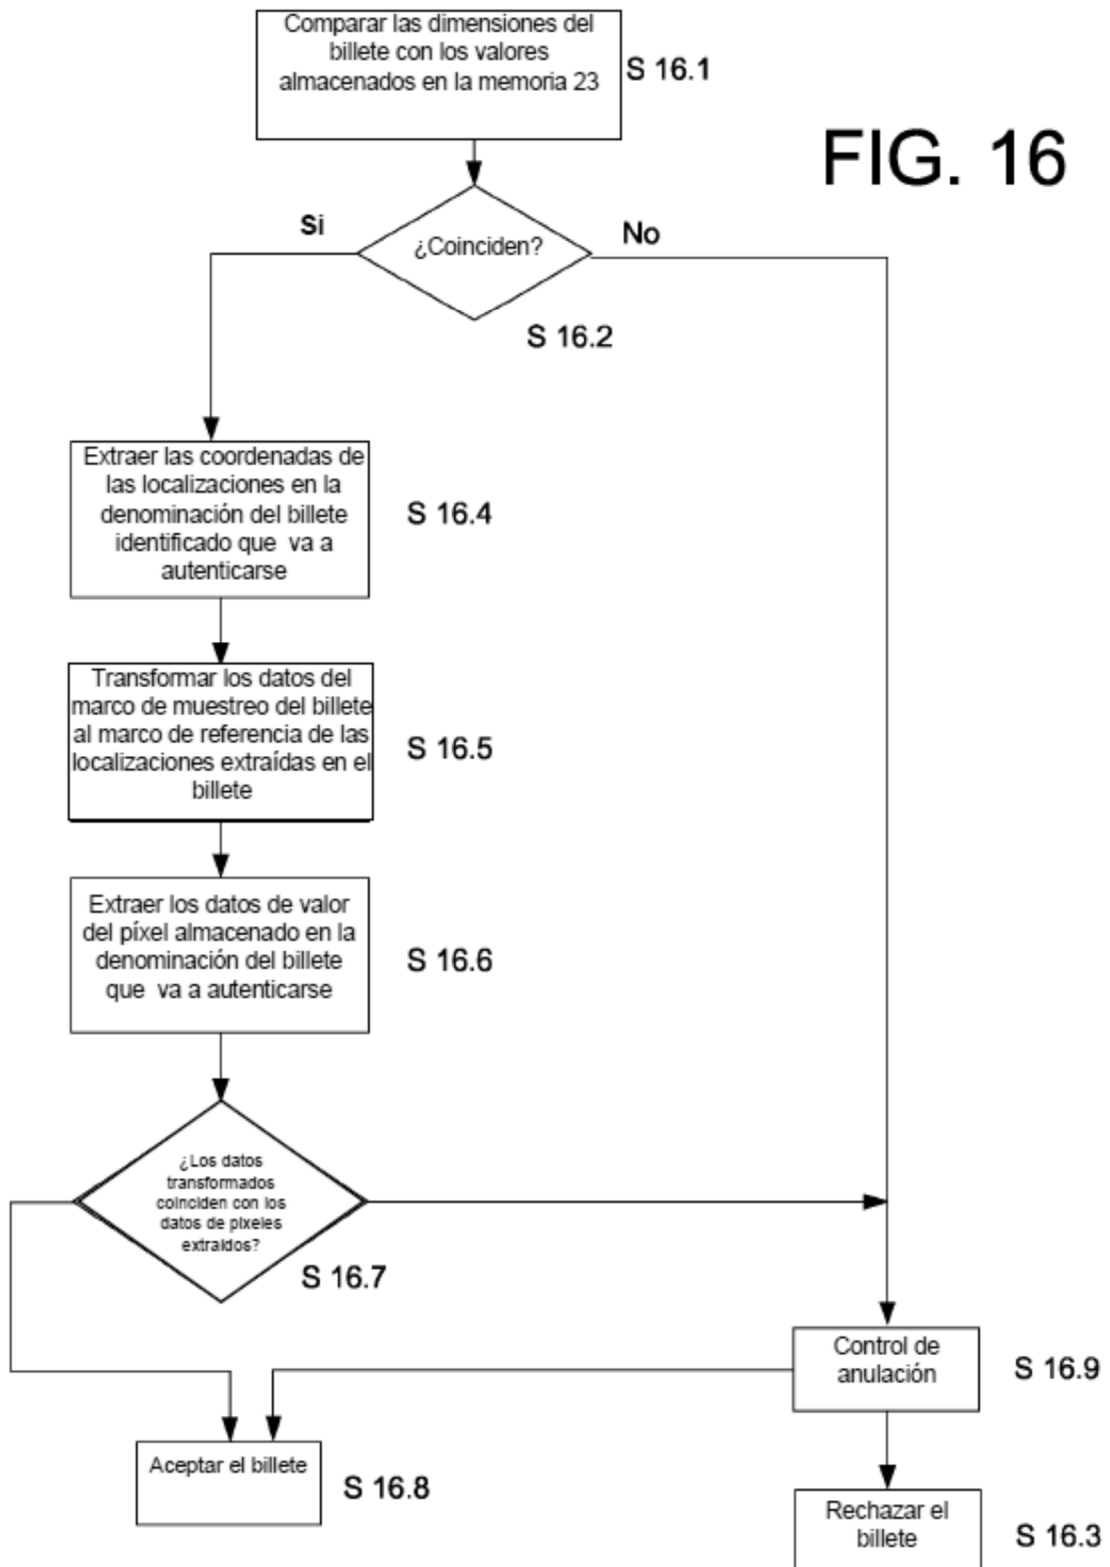 Comparar las dimensiones del
billete con los valores
almacenados en la memoria 23
S 16.1
FIG. 16
Si
¿Coinciden?
No
S 16.2
Extraer las coordenadas de
las localizaciones en la
denominación del billete
identificado que va a
autenticarse
S 16.4
Transformar los datos del
marco de muestreo del billete
al marco de referencia de las
localizaciones extraídas en el
billete
S 16.5
Extraer los datos de valor
del píxel almacenado en la
denominación del billete
que va a autenticarse
S 16.6
¿Los datos
transformados
coinciden con los
datos de píxeles
extraídos?
S 16.7
Control de
anulación
S 16.9
Aceptar el billete
S 16.8
Rechazar el
billete
S 16.3